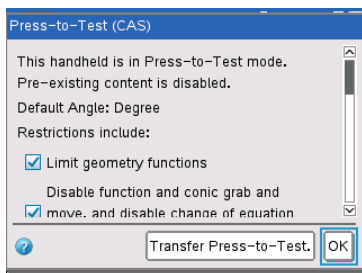 Press-to-Test (CAS)
This handheld is in Press-to-Test mode.
Pre-existing content is disabled.
Default Angle: Degree
Restrictions include:
Limit geometry functions
Disable function and conic grab and
move, and disable change of equation
Transfer Press-to-Test.
OK